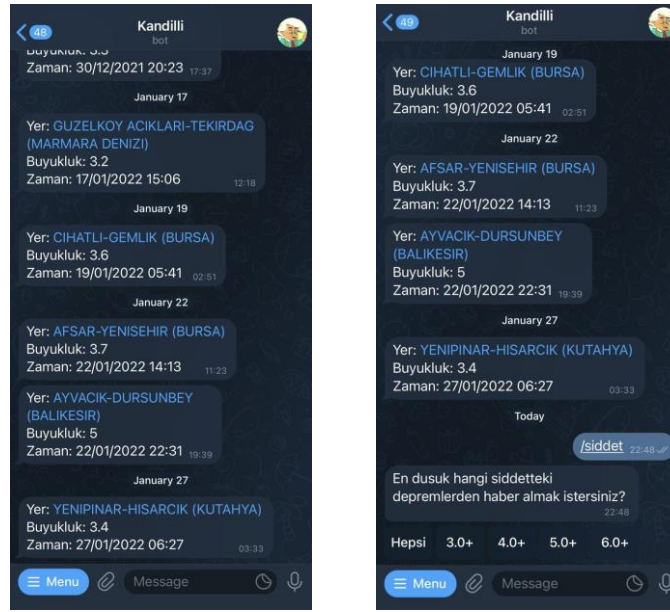 48
Kandilli
bot
Buyukluk: 3.3
Zaman: 30/12/2021 20:23 17:37
January 17
Yer: GUZELKOY ACIKLARI-TEKIRDAG
(MARMARA DENIZI)
Buyukluk: 3.2
Zaman: 17/01/2022 15:06 12:18
January 19
Yer: CIHATLI-GEMLIK (BURSA)
Buyukluk: 3.6
Zaman: 19/01/2022 05:41 02:51
January 22
Yer: AFSAR-YENISEHIR (BURSA)
Buyukluk: 3.7
Zaman: 22/01/2022 14:13 11:23
Yer: AYVACIK-DURSUNBEY
(BALIKESIR)
Buyukluk: 5
Zaman: 22/01/2022 22:31 19:39
January 27
Yer: YENIPINAR-HISARCIK (KUTAHYA)
Buyukluk: 3.4
Zaman: 27/01/2022 06:27 03:33
Menu Message
49
Kandilli
bot
January 19
Yer: CIHATLI-GEMLIK (BURSA)
Buyukluk: 3.6
Zaman: 19/01/2022 05:41 02:51
January 22
Yer: AFSAR-YENISEHIR (BURSA)
Buyukluk: 3.7
Zaman: 22/01/2022 14:13 11:23
Yer: AYVACIK-DURSUNBEY
(BALIKESIR)
Buyukluk: 5
Zaman: 22/01/2022 22:31 19:39
January 27
Yer: YENIPINAR-HISARCIK (KUTAHYA)
Buyukluk: 3.4
Zaman: 27/01/2022 06:27 03:33
Today
/siddet 22:48
En dusuk hangi siddetteki
depremlerden haber almak istersiniz?
22:48
Hepsi 3.0+ 4.0+ 5.0+ 6.0+
Menu Message